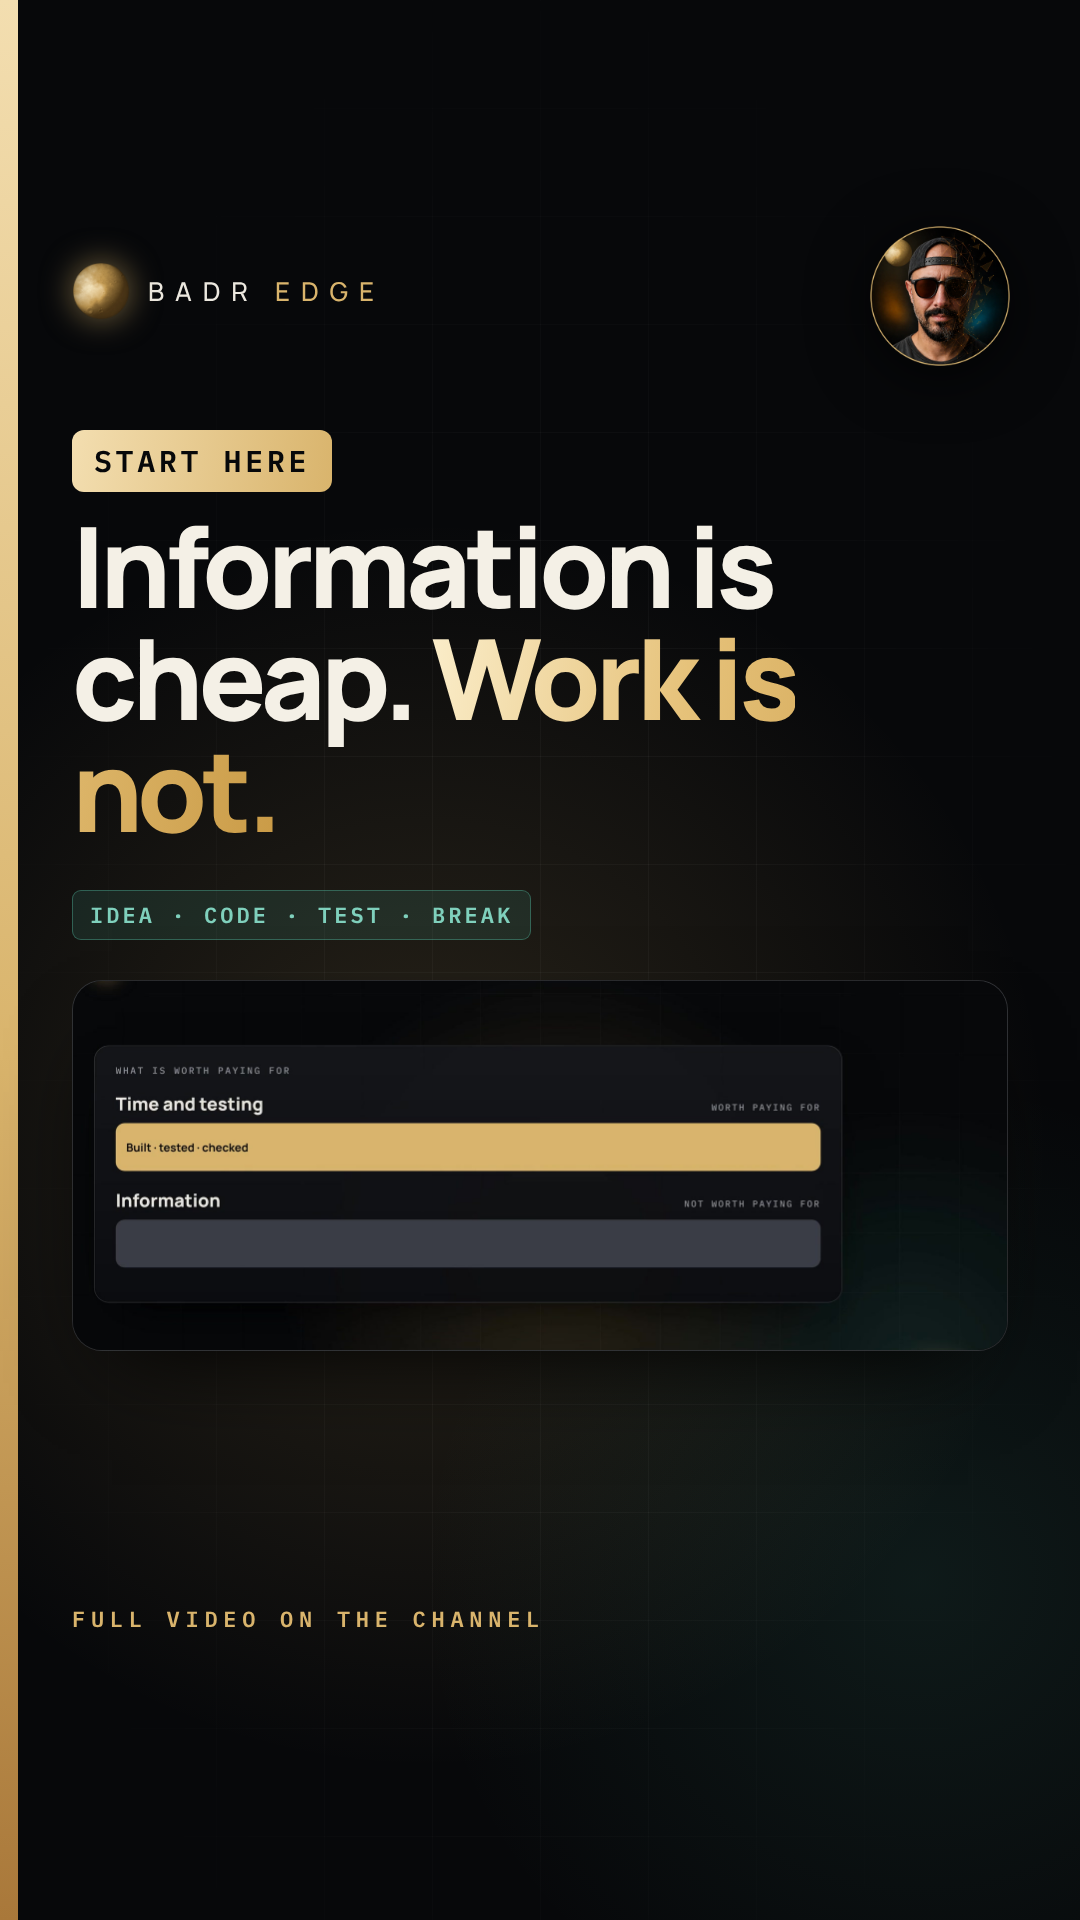 BADR EDGE
START HERE
Information is
cheap. Work is
not.
IDEA · CODE · TEST · BREAK
WHAT IS WORTH PAYING FOR
Time and testing
WORTH PAYING FOR
Built · tested · checked
Information
NOT WORTH PAYING FOR
FULL VIDEO ON THE CHANNEL